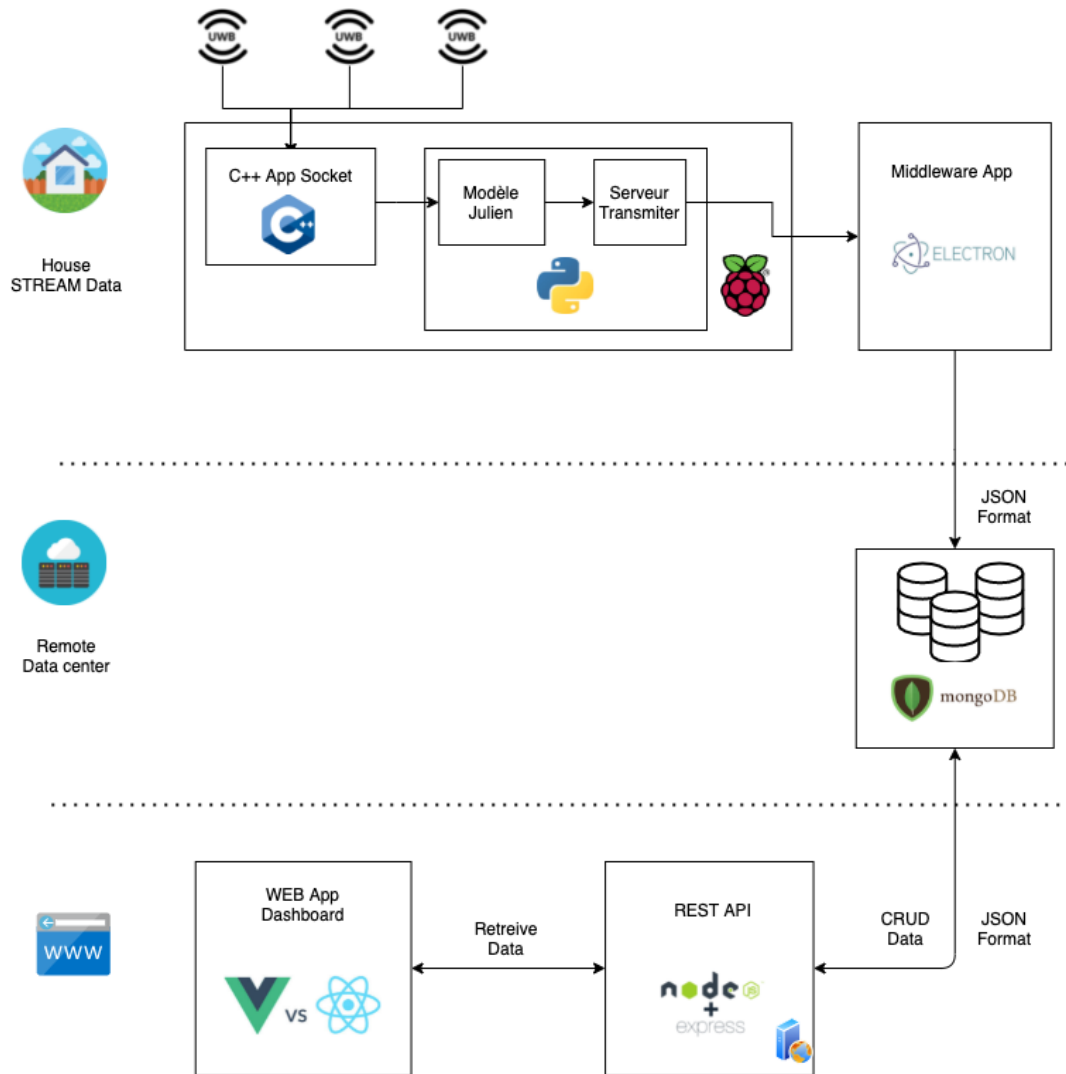 UWB
UWB
UWB
C++ App Socket
C++
Modèle
Julien
Serveur
Transmiter
Middleware App
ELECTRON
House
STREAM Data
JSON
Format
Remote
Data center
mongoDB
WEB App
Dashboard
VS
Retreive
Data
REST API
node
JS
+
express
CRUD
Data
JSON
Format
WWW